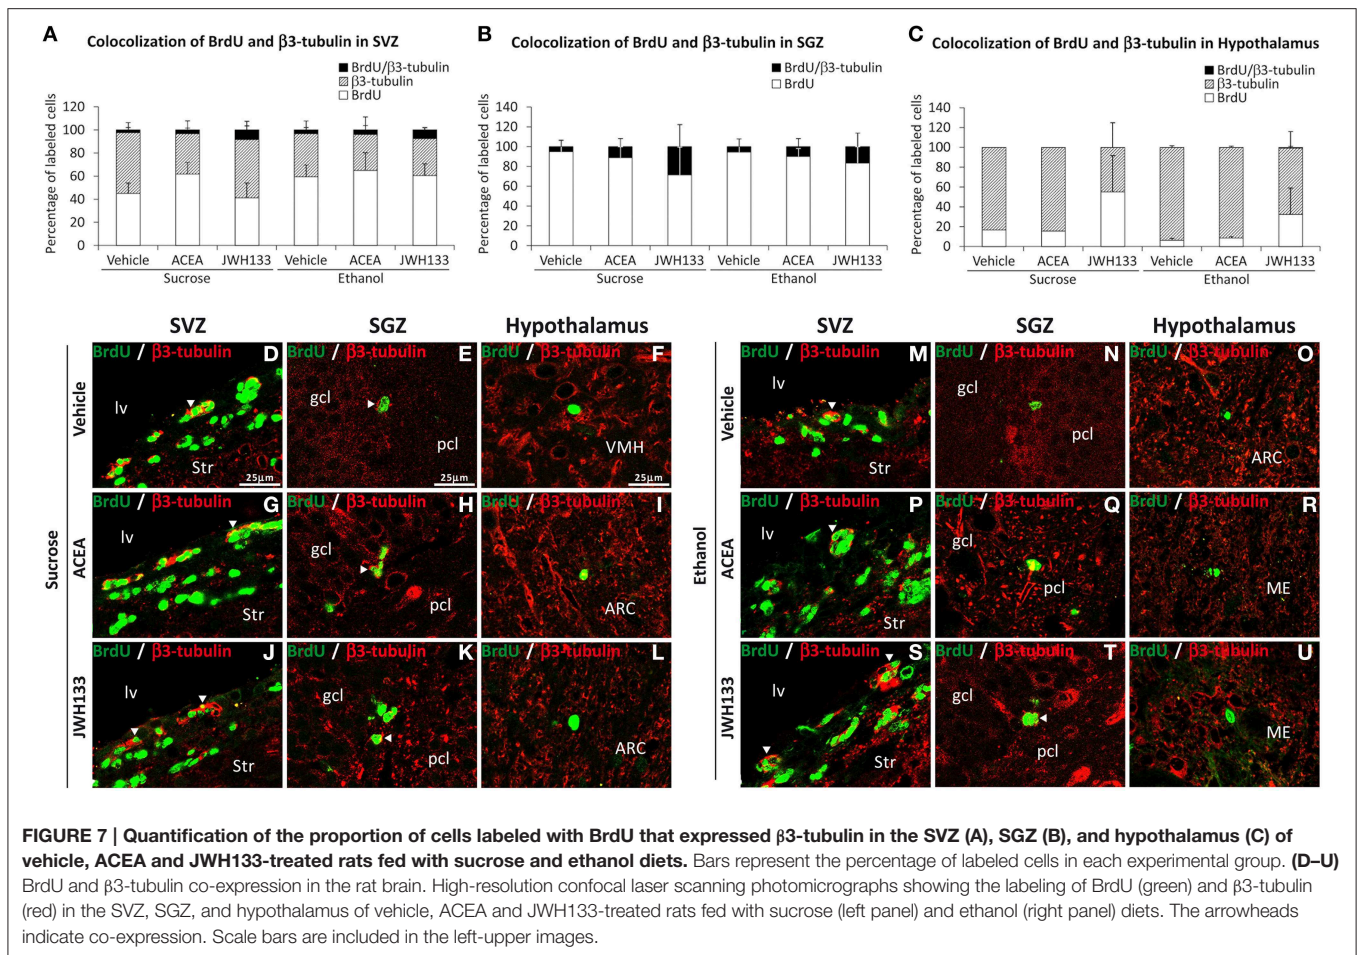 A
Colocolization of BrdU and β3-tubulin in SVZ
BrdU/β3-tubulin
β3-tubulin
BrdU
Percentage of labeled cells
120
100
80
60
40
20
0
Vehicle ACEA JWH133 Vehicle ACEA JWH133
Sucrose Ethanol
B
Colocolization of BrdU and β3-tubulin in SGZ
BrdU/β3-tubulin
BrdU
Percentage of labeled cells
140
120
100
80
60
40
20
0
Vehicle ACEA JWH133 Vehicle ACEA JWH133
Sucrose Ethanol
C
Colocolization of BrdU and β3-tubulin in Hypothalamus
BrdU/β3-tubulin
β3-tubulin
BrdU
Percentage of labeled cells
140
120
100
80
60
40
20
0
Vehicle ACEA JWH133 Vehicle ACEA JWH133
Sucrose Ethanol
SVZ SGZ Hypothalamus
Sucrose
Vehicle
BrdU / β3-tubulin D
lv
Str
25μm
BrdU / β3-tubulin E
gcl
pcl
25μm
BrdU / β3-tubulin F
VMH
25μm
ACEA
BrdU / β3-tubulin G
lv
Str
BrdU / β3-tubulin H
gcl
pcl
BrdU / β3-tubulin I
ARC
JWH133
BrdU / β3-tubulin J
lv
Str
BrdU / β3-tubulin K
gcl
pcl
BrdU / β3-tubulin L
ARC
SVZ SGZ Hypothalamus
Ethanol
Vehicle
BrdU / β3-tubulin M
lv
Str
BrdU / β3-tubulin N
gcl
pcl
BrdU / β3-tubulin O
ARC
ACEA
BrdU / β3-tubulin P
lv
Str
BrdU / β3-tubulin Q
gcl
pcl
BrdU / β3-tubulin R
ME
JWH133
BrdU / β3-tubulin S
lv
Str
BrdU / β3-tubulin T
gcl
pcl
BrdU / β3-tubulin U
ME
FIGURE 7 | Quantification of the proportion of cells labeled with BrdU that expressed β3-tubulin in the SVZ (A), SGZ (B), and hypothalamus (C) of
vehicle, ACEA and JWH133-treated rats fed with sucrose and ethanol diets. Bars represent the percentage of labeled cells in each experimental group. (D–U)
BrdU and β3-tubulin co-expression in the rat brain. High-resolution confocal laser scanning photomicrographs showing the labeling of BrdU (green) and β3-tubulin
(red) in the SVZ, SGZ, and hypothalamus of vehicle, ACEA and JWH133-treated rats fed with sucrose (left panel) and ethanol (right panel) diets. The arrowheads
indicate co-expression. Scale bars are included in the left-upper images.